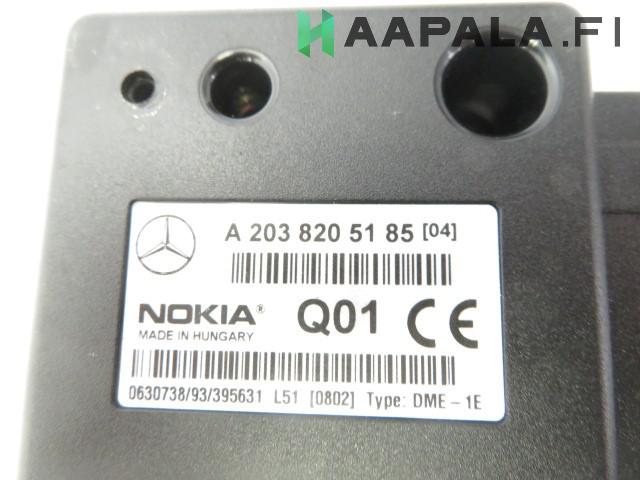 HAAPALA.FI
A 203 820 51 85 [04]
NOKIA® Q01 CE
MADE IN HUNGARY
0630738/93/395631 L51 [0802] Type: DME-1E